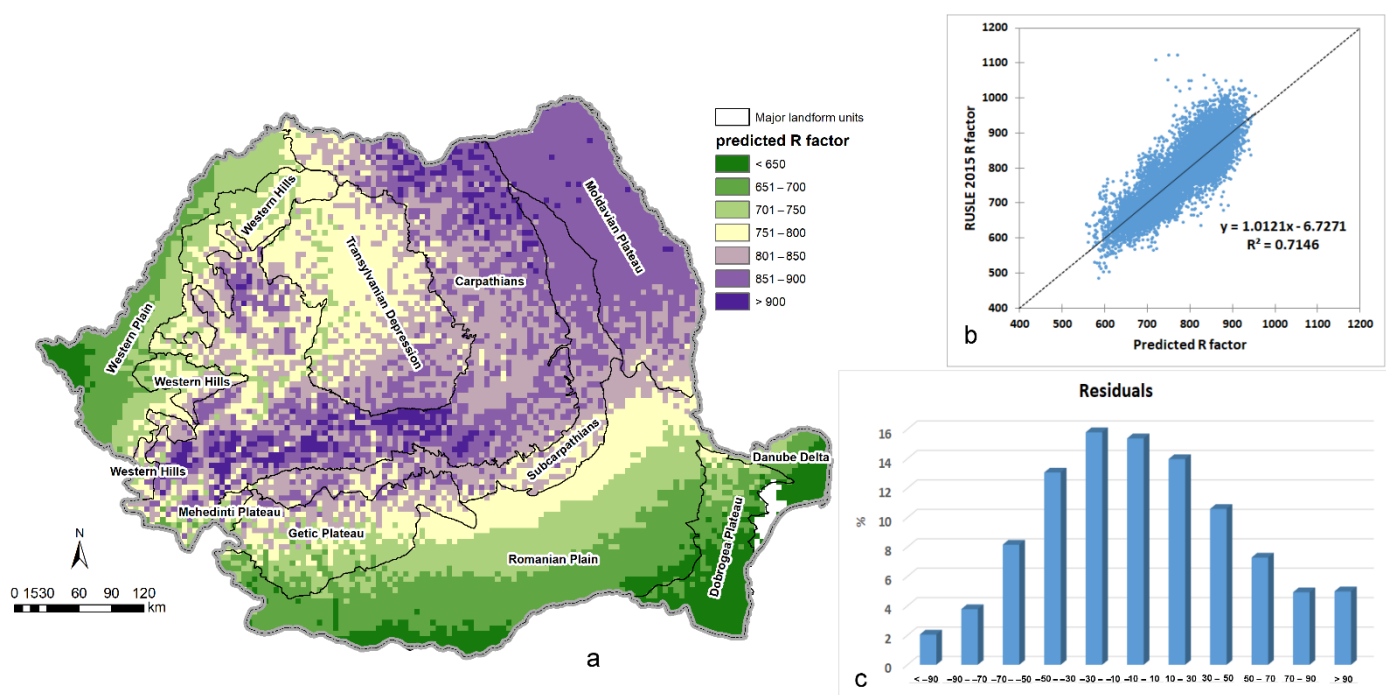 Major landform units
predicted R factor
< 650
651 – 700
701 – 750
751 – 800
801 – 850
851 – 900
> 900
Western Hills
Moldavian Plateau
Transylvanian Depression
Carpathians
Western Plain
Western Hills
Western Hills
Subcarpathians
Danube Delta
Mehedinti Plateau
Getic Plateau
Romanian Plain
Dobrogea Plateau
N
0 1530 60 90 120
km
a
RUSLE 2015 R factor
1200
1100
1000
900
800
700
600
500
400
y = 1.0121x - 6.7271
R² = 0.7146
400 500 600 700 800 900 1000 1100 1200
Predicted R factor
b
Residuals
%
16
14
12
10
8
6
4
2
0
< –90 –90 – –70 –70 – –50 –50 – –30 –30 – –10 –10 – 10 10 – 30 30 – 50 50 – 70 70 – 90 > 90
c